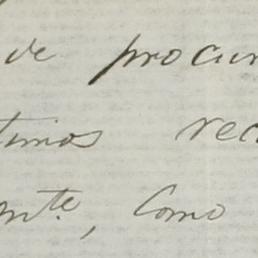 de procur
timos rec
mte, como